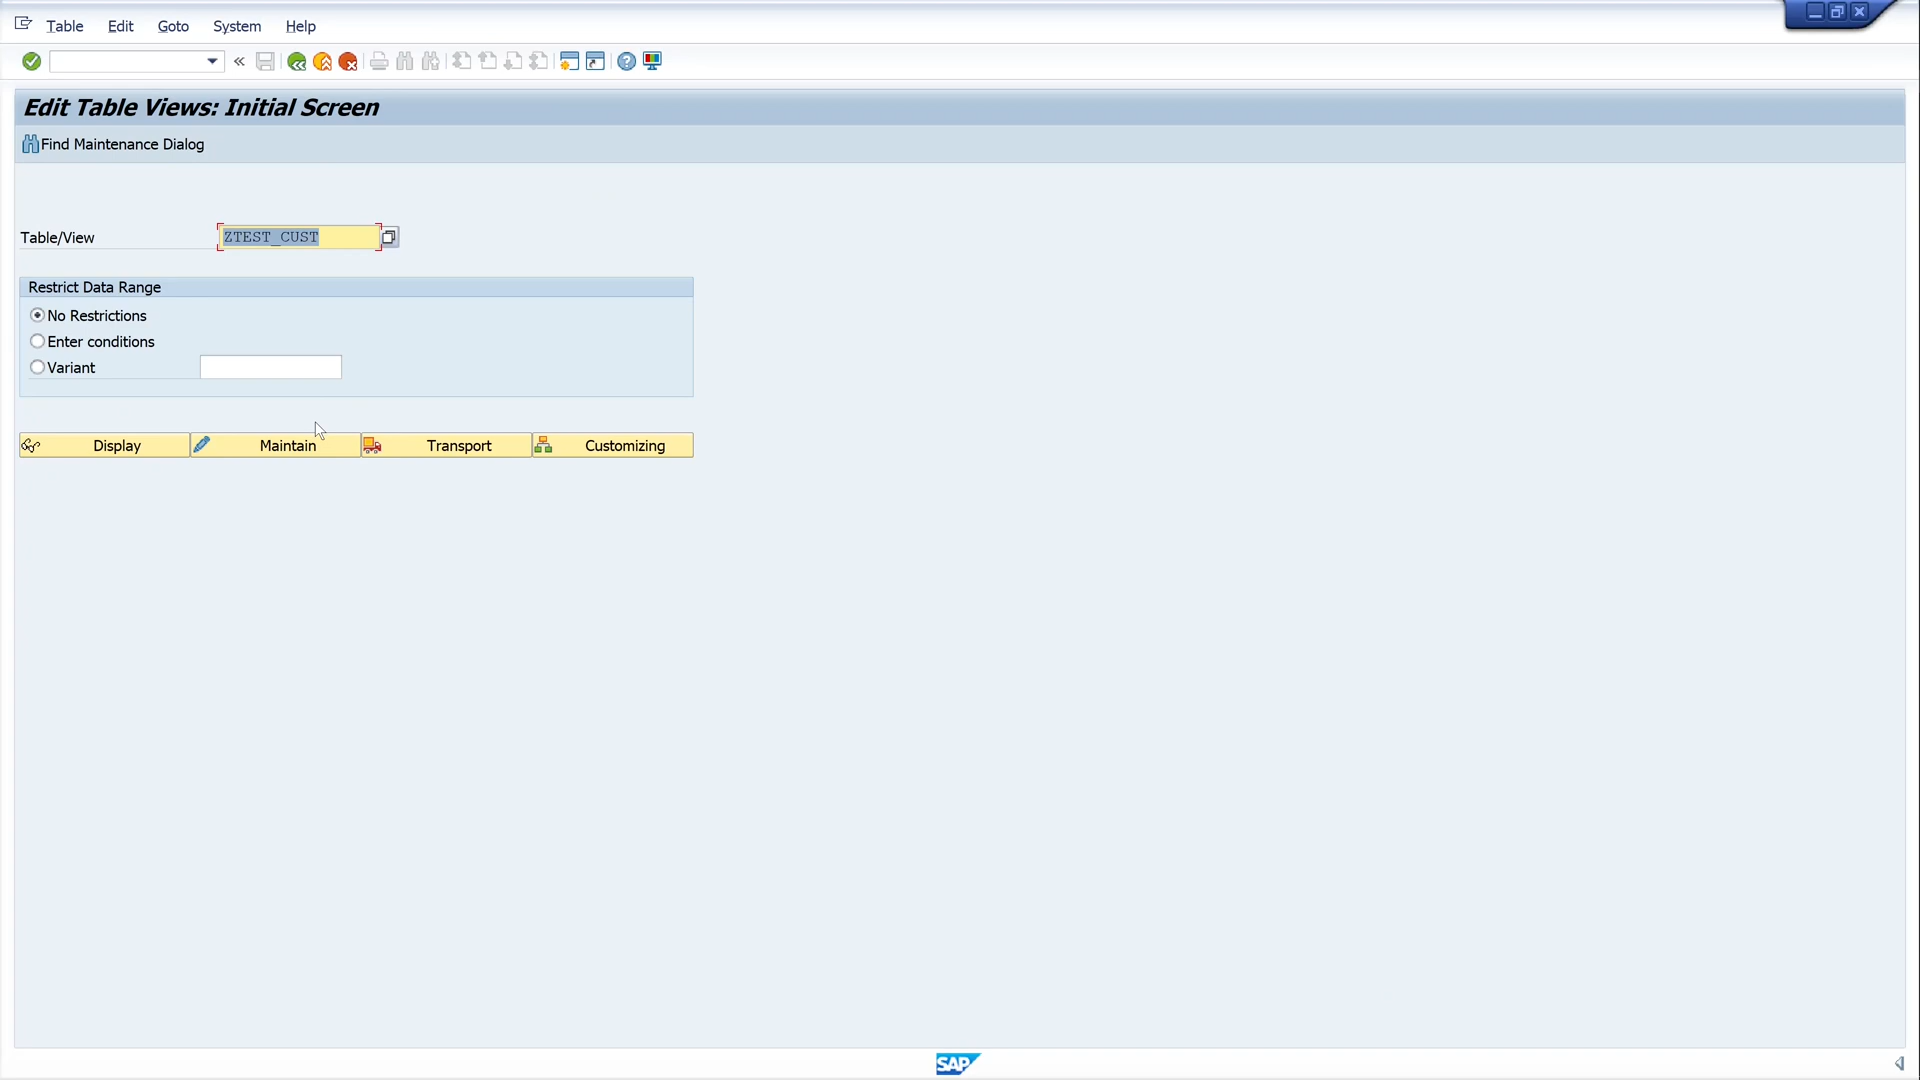 Table Edit Goto System Help
Edit Table Views: Initial Screen
Find Maintenance Dialog
Table/View ZTEST_CUST
Restrict Data Range
No Restrictions
Enter conditions
Variant
Display Maintain Transport Customizing
SAP